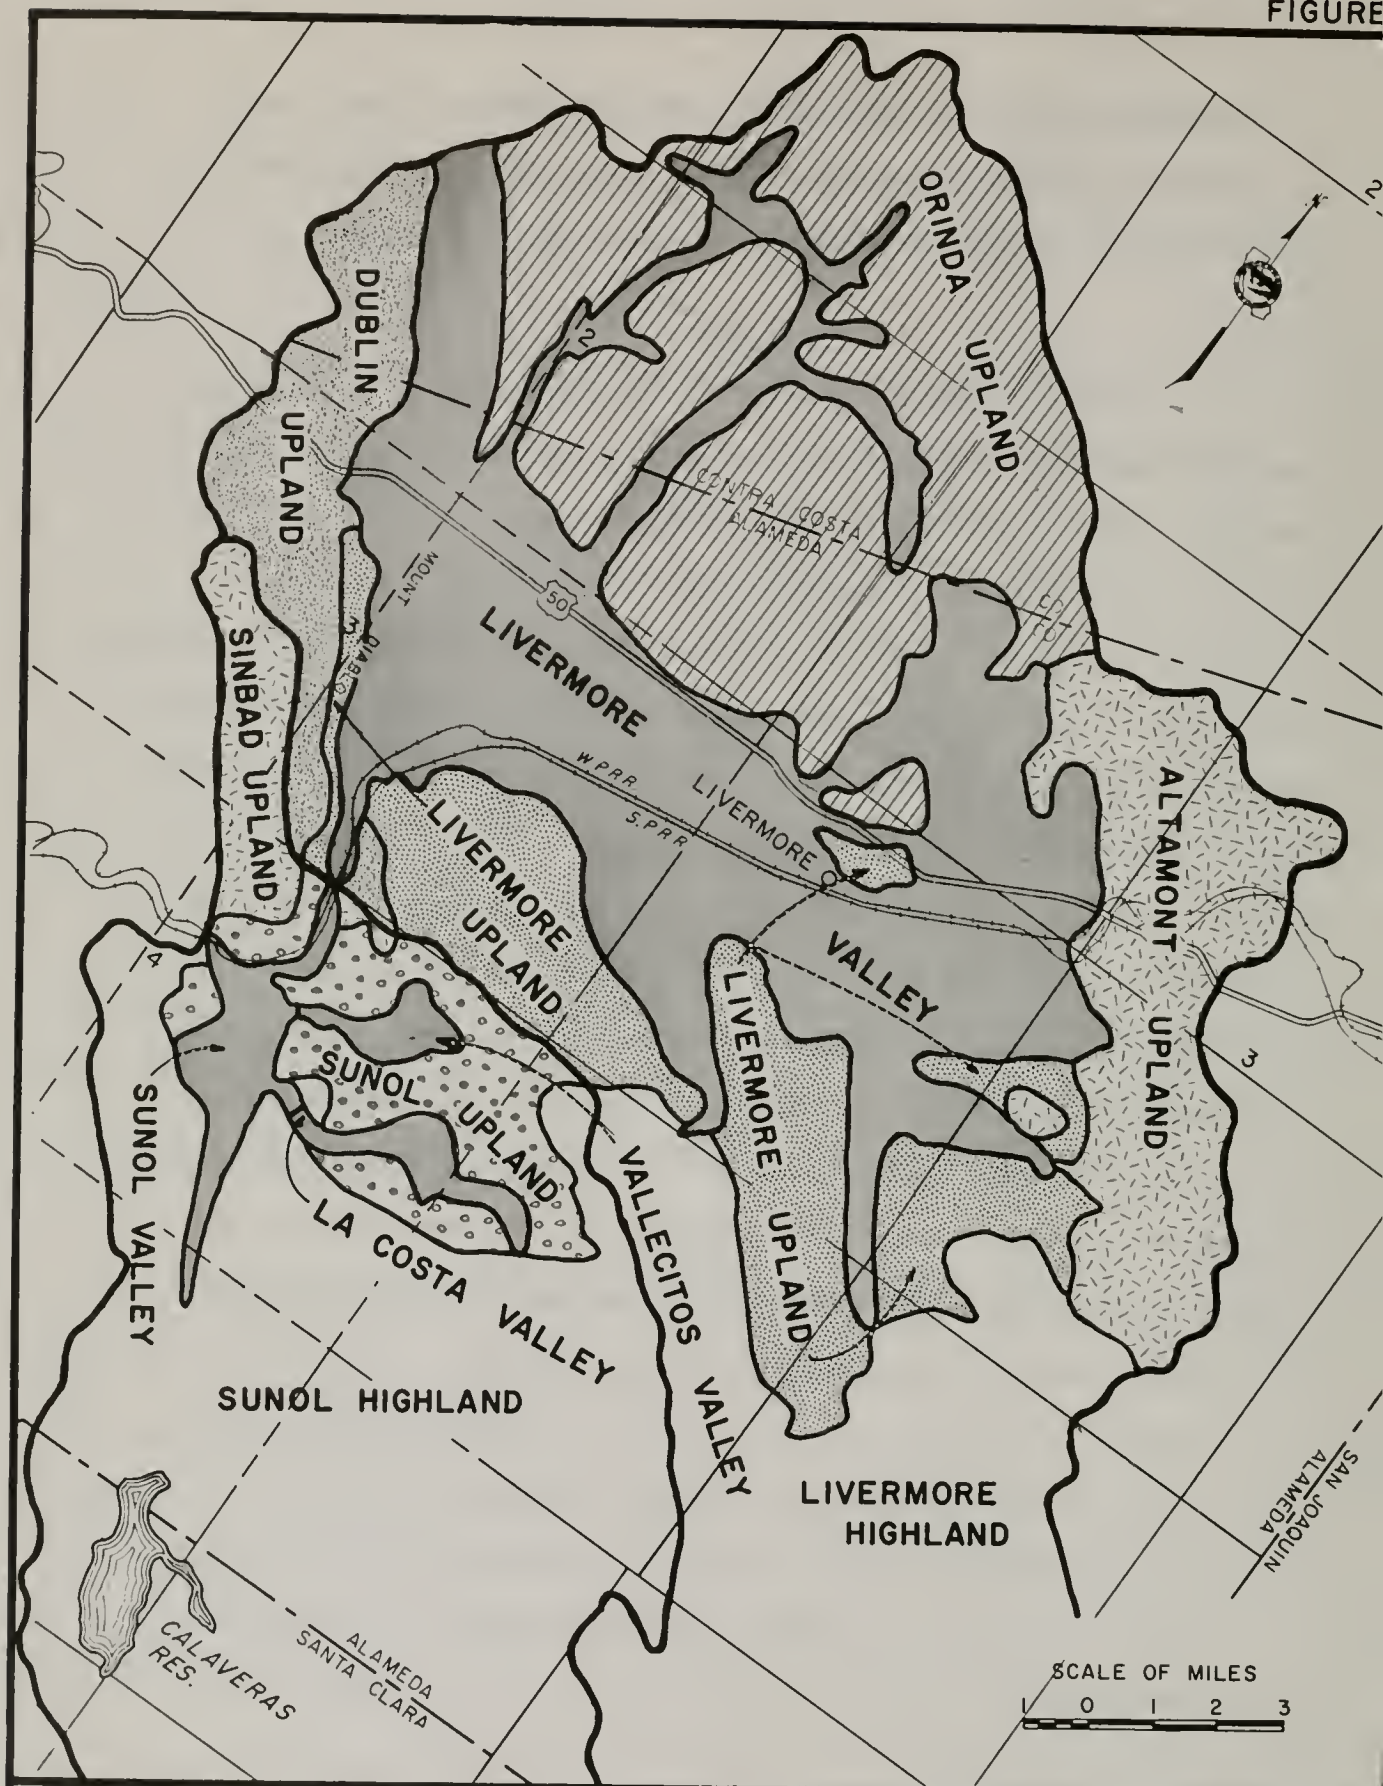 FIGURE
2
ORINDA
UPLAND
DUBLIN
UPLAND
2
CONTRA COSTA
ALAMEDA
CO
CO
MOUNT
DIABLO
50
3
LIVERMORE
SINBAD UPLAND
W.P.R.R.
S.P.R.R.
LIVERMORE
ALTAMONT UPLAND
LIVERMORE
UPLAND
VALLEY
4
LIVERMORE UPLAND
3
SUNOL
UPLAND
SUNOL VALLEY
VALLECITOS VALLEY
LA COSTA VALLEY
SUNOL HIGHLAND
LIVERMORE
HIGHLAND
SAN JOAQUIN
ALAMEDA
CALAVERAS
RES.
ALAMEDA
SANTA CLARA
SCALE OF MILES
1 0 1 2 3